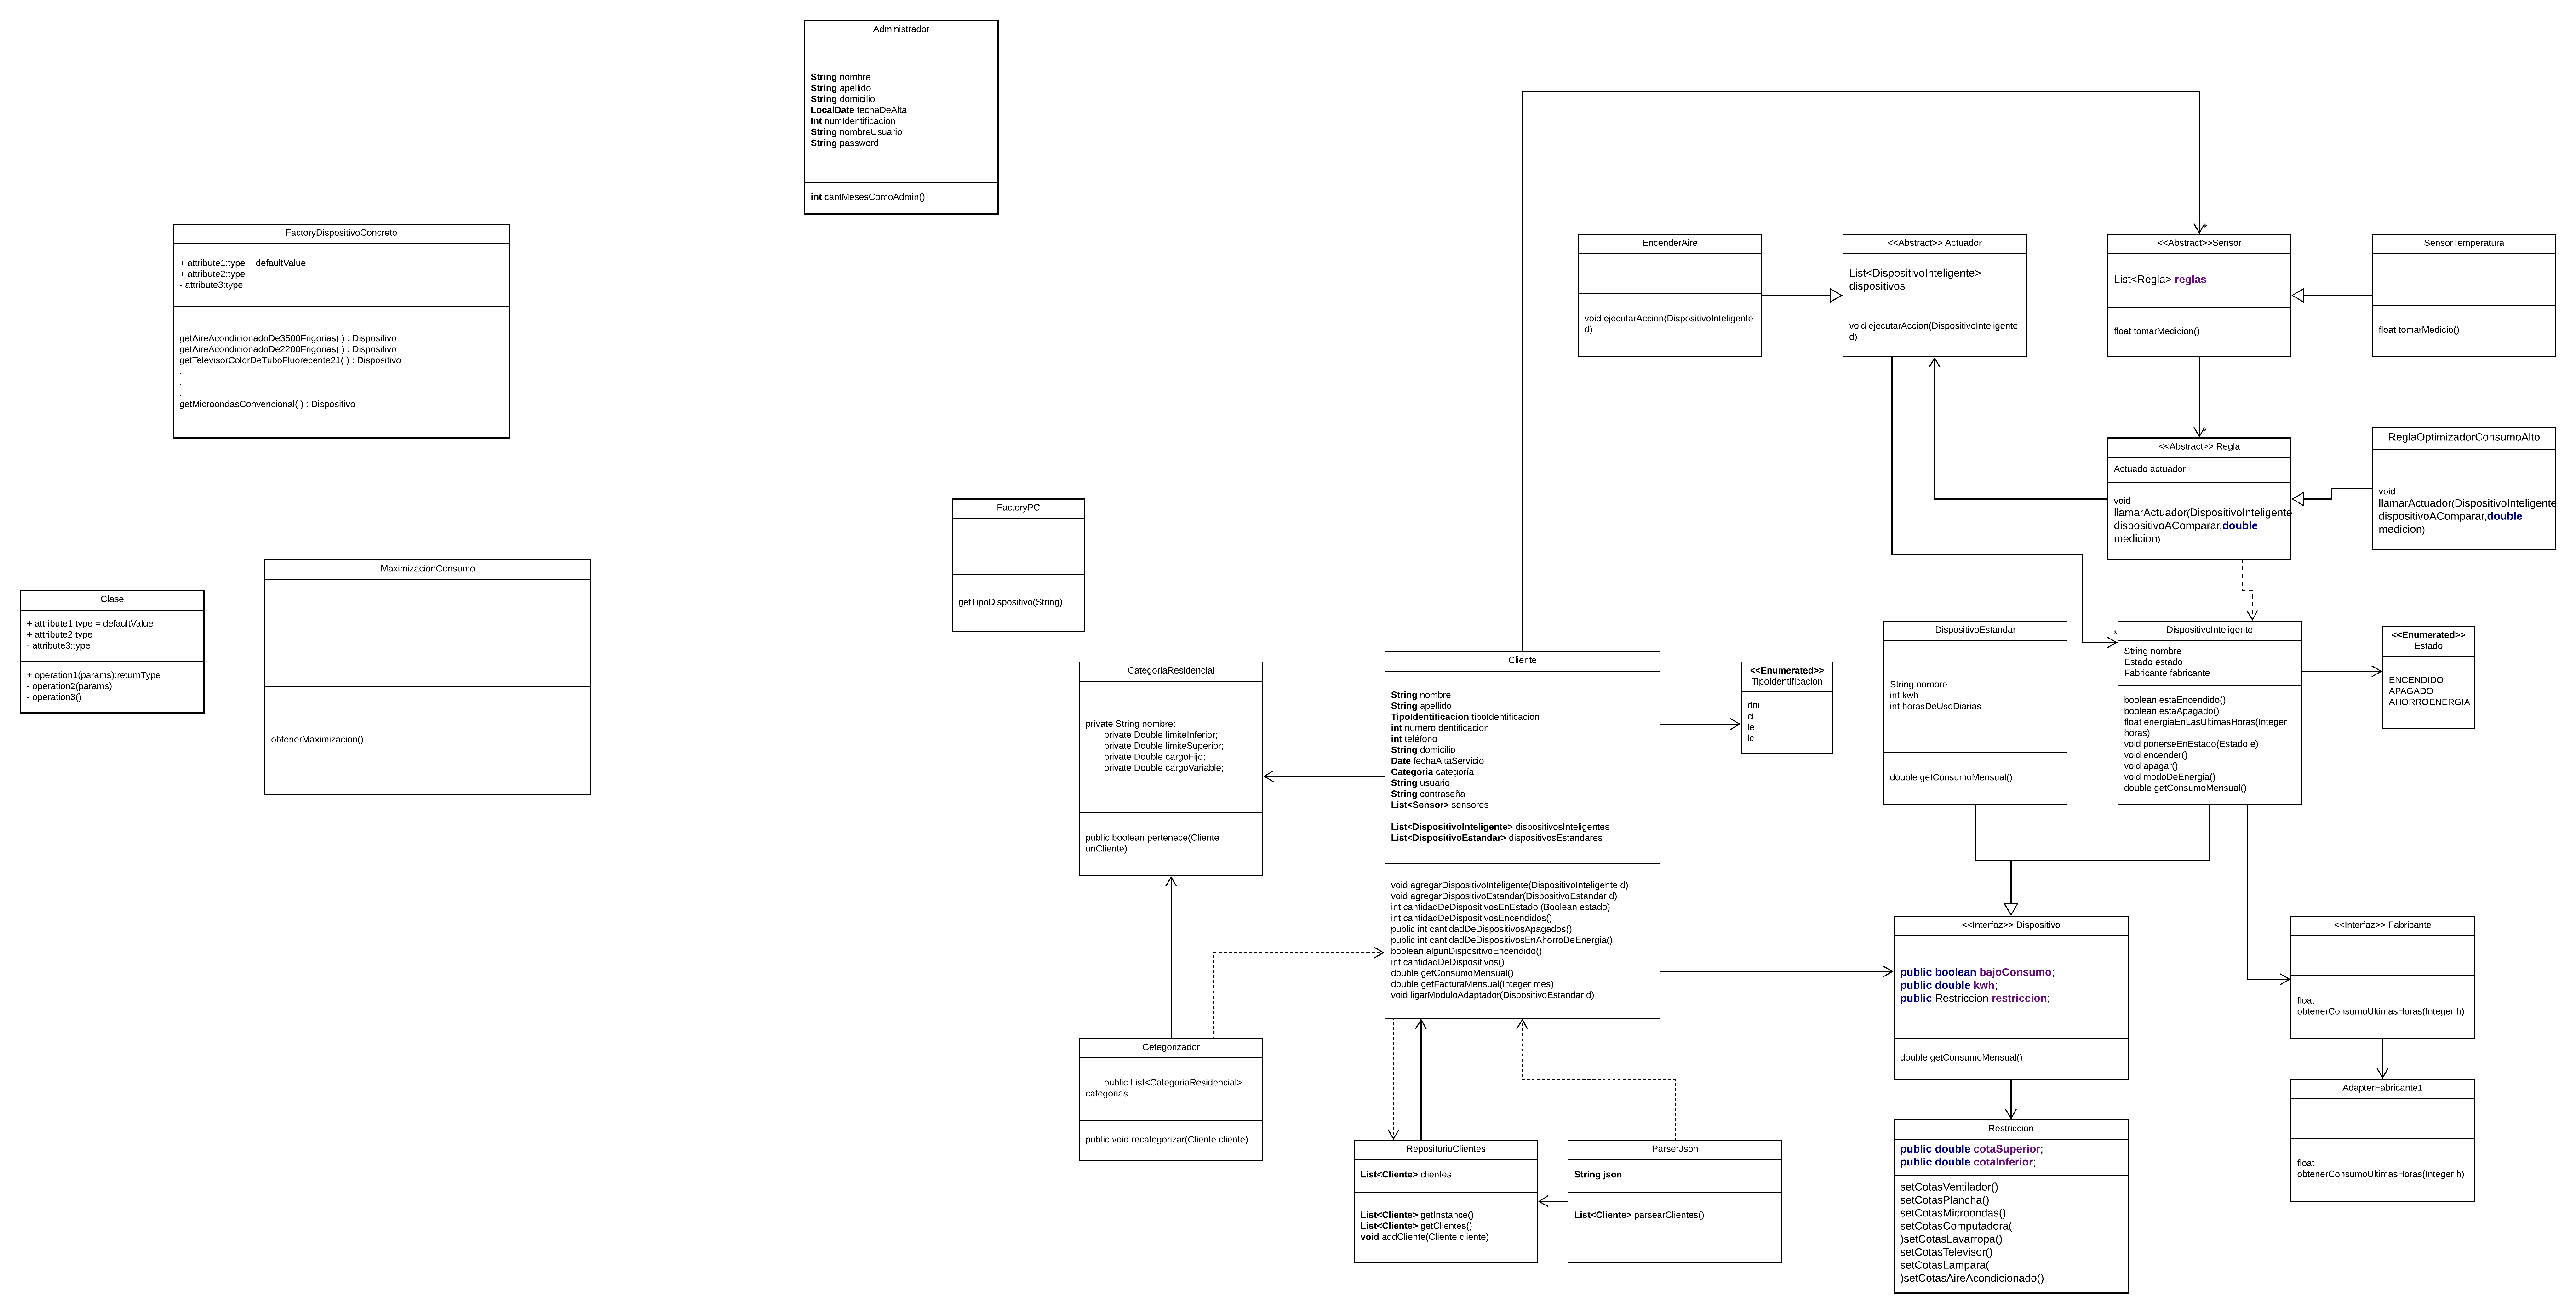 Administrador
String nombre
String apellido
String domicilio
LocalDate fechaDeAlta
Int numIdentificacion
String nombreUsuario
String password
int cantMesesComoAdmin()
FactoryDispositivoConcreto
+ attribute1:type = defaultValue
+ attribute2:type
- attribute3:type
getAireAcondicionadoDe3500Frigorias( ) : Dispositivo
getAireAcondicionadoDe2200Frigorias( ) : Dispositivo
getTelevisorColorDeTuboFluorecente21( ) : Dispositivo
.
.
.
getMicroondasConvencional( ) : Dispositivo
EncenderAire
void ejecutarAccion(DispositivoInteligente
d)
<<Abstract>> Actuador
List<DispositivoInteligente>
dispositivos
void ejecutarAccion(DispositivoInteligente
d)
*
<<Abstract>>Sensor
List<Regla> reglas
float tomarMedicion()
SensorTemperatura
float tomarMedicio()
*
<<Abstract>> Regla
Actuado actuador
void
llamarActuador(DispositivoInteligente
dispositivoAComparar,double
medicion)
ReglaOptimizadorConsumoAlto
void
llamarActuador(DispositivoInteligente
dispositivoAComparar,double
medicion)
FactoryPC
getTipoDispositivo(String)
MaximizacionConsumo
obtenerMaximizacion()
Clase
+ attribute1:type = defaultValue
+ attribute2:type
- attribute3:type
+ operation1(params):returnType
- operation2(params)
- operation3()
CategoriaResidencial
private String nombre;
private Double limiteInferior;
private Double limiteSuperior;
private Double cargoFijo;
private Double cargoVariable;
public boolean pertenece(Cliente
unCliente)
Cliente
String nombre
String apellido
TipoIdentificacion tipoIdentificacion
int numeroIdentificacion
int teléfono
String domicilio
Date fechaAltaServicio
Categoria categoría
String usuario
String contraseña
List<Sensor> sensores
List<DispositivoInteligente> dispositivosInteligentes
List<DispositivoEstandar> dispositivosEstandares
void agregarDispositivoInteligente(DispositivoInteligente d)
void agregarDispositivoEstandar(DispositivoEstandar d)
int cantidadDeDispositivosEnEstado (Boolean estado)
int cantidadDeDispositivosEncendidos()
public int cantidadDeDispositivosApagados()
public int cantidadDeDispositivosEnAhorroDeEnergia()
boolean algunDispositivoEncendido()
int cantidadDeDispositivos()
double getConsumoMensual()
double getFacturaMensual(Integer mes)
void ligarModuloAdaptador(DispositivoEstandar d)
<<Enumerated>>
TipoIdentificacion
dni
ci
le
lc
DispositivoEstandar
String nombre
int kwh
int horasDeUsoDiarias
double getConsumoMensual()
*
DispositivoInteligente
String nombre
Estado estado
Fabricante fabricante
boolean estaEncendido()
boolean estaApagado()
float energiaEnLasUltimasHoras(Integer
horas)
void ponerseEnEstado(Estado e)
void encender()
void apagar()
void modoDeEnergia()
double getConsumoMensual()
<<Enumerated>>
Estado
ENCENDIDO
APAGADO
AHORROENERGIA
<<Interfaz>> Dispositivo
public boolean bajoConsumo;
public double kwh;
public Restriccion restriccion;
double getConsumoMensual()
<<Interfaz>> Fabricante
float
obtenerConsumoUltimasHoras(Integer h)
Cetegorizador
public List<CategoriaResidencial>
categorias
public void recategorizar(Cliente cliente)
RepositorioClientes
List<Cliente> clientes
List<Cliente> getInstance()
List<Cliente> getClientes()
void addCliente(Cliente cliente)
ParserJson
String json
List<Cliente> parsearClientes()
Restriccion
public double cotaSuperior;
public double cotaInferior;
setCotasVentilador()
setCotasPlancha()
setCotasMicroondas()
setCotasComputadora(
)setCotasLavarropa()
setCotasTelevisor()
setCotasLampara(
)setCotasAireAcondicionado()
AdapterFabricante1
float
obtenerConsumoUltimasHoras(Integer h)